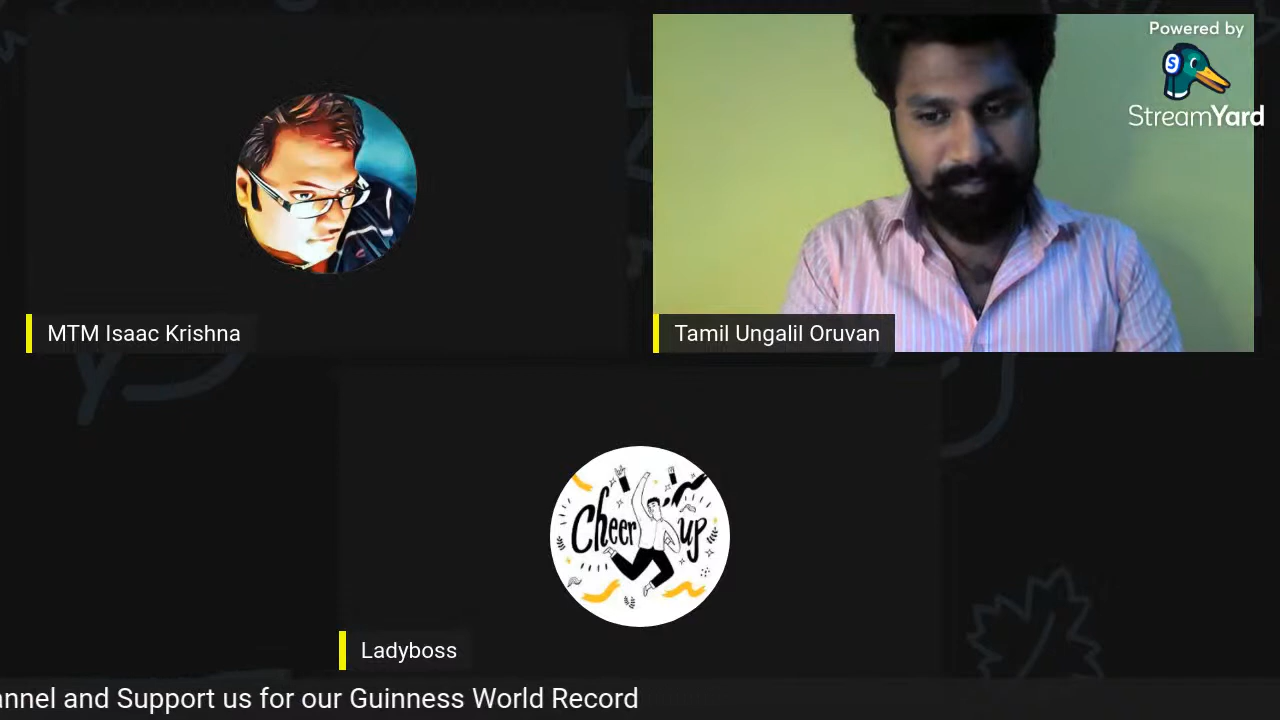 Powered by
S
StreamYard
MTM Isaac Krishna
Tamil Ungalil Oruvan
Cheer up
Ladyboss
and Support us for our Guinness World Record